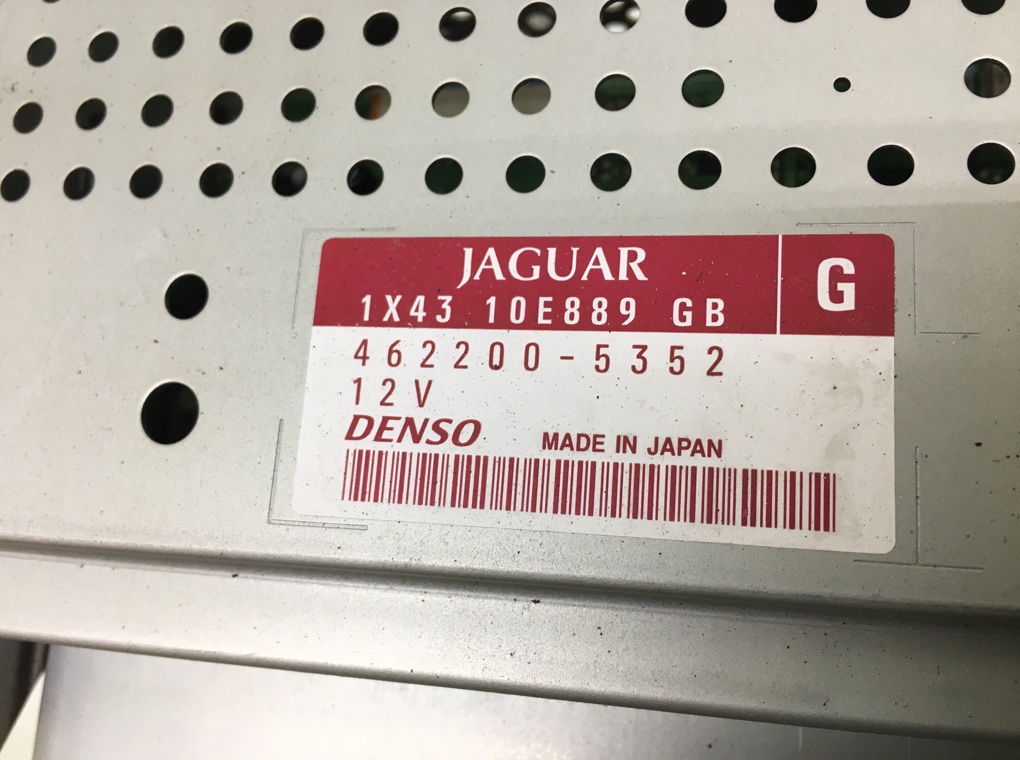 JAGUAR
G
1X43 10E889 GB
462200-5352
12V
DENSO MADE IN JAPAN